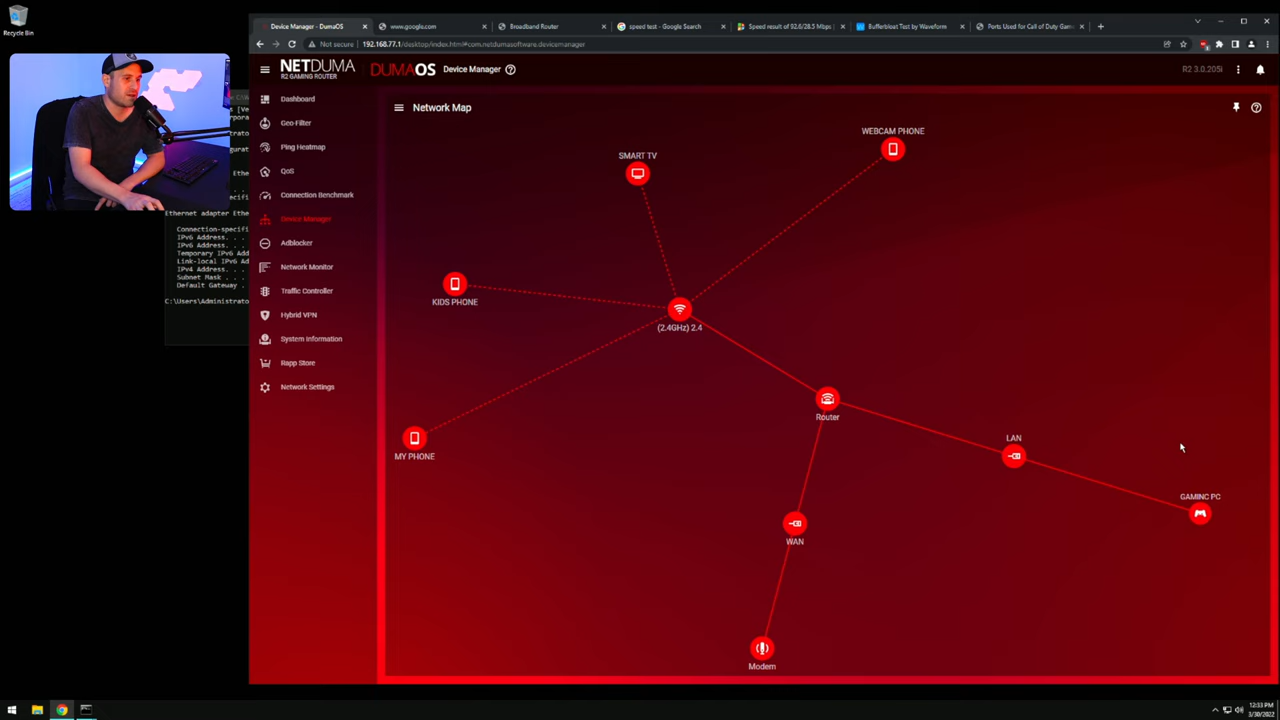 Recycle Bin
Device Manager - DumaOS
www.google.com
Broadband Router
speed test - Google Search
Speed result of 92.6/28.5 Mbps
Bufferbloat Test by Waveform
Ports Used for Call of Duty Gam
Not secure
192.168.77.1/desktop/index.html#com.netdumasoftware.devicemanager
NETDUMA
R2 GAMING ROUTER
DUMAOS
Device Manager
R2 3.0.205i
Dashboard
Geo-Filter
Ping Heatmap
QoS
Connection Benchmark
Device Manager
Adblocker
Network Monitor
Traffic Controller
Hybrid VPN
System Information
Rapp Store
Network Settings
Network Map
WEBCAM PHONE
SMART TV
KIDS PHONE
(2.4GHz) 2.4
MY PHONE
Router
LAN
GAMINC PC
WAN
Modem
Ethernet adapter Ethe
Connection-specifi
IPv6 Address. . .
IPv6 Address. . .
Temporary IPv6 Add
Link-local IPv6 Ad
IPv4 Address. . .
Subnet Mask . . .
Default Gateway .
C:\Users\Administrato
12:33 PM
3/30/2022